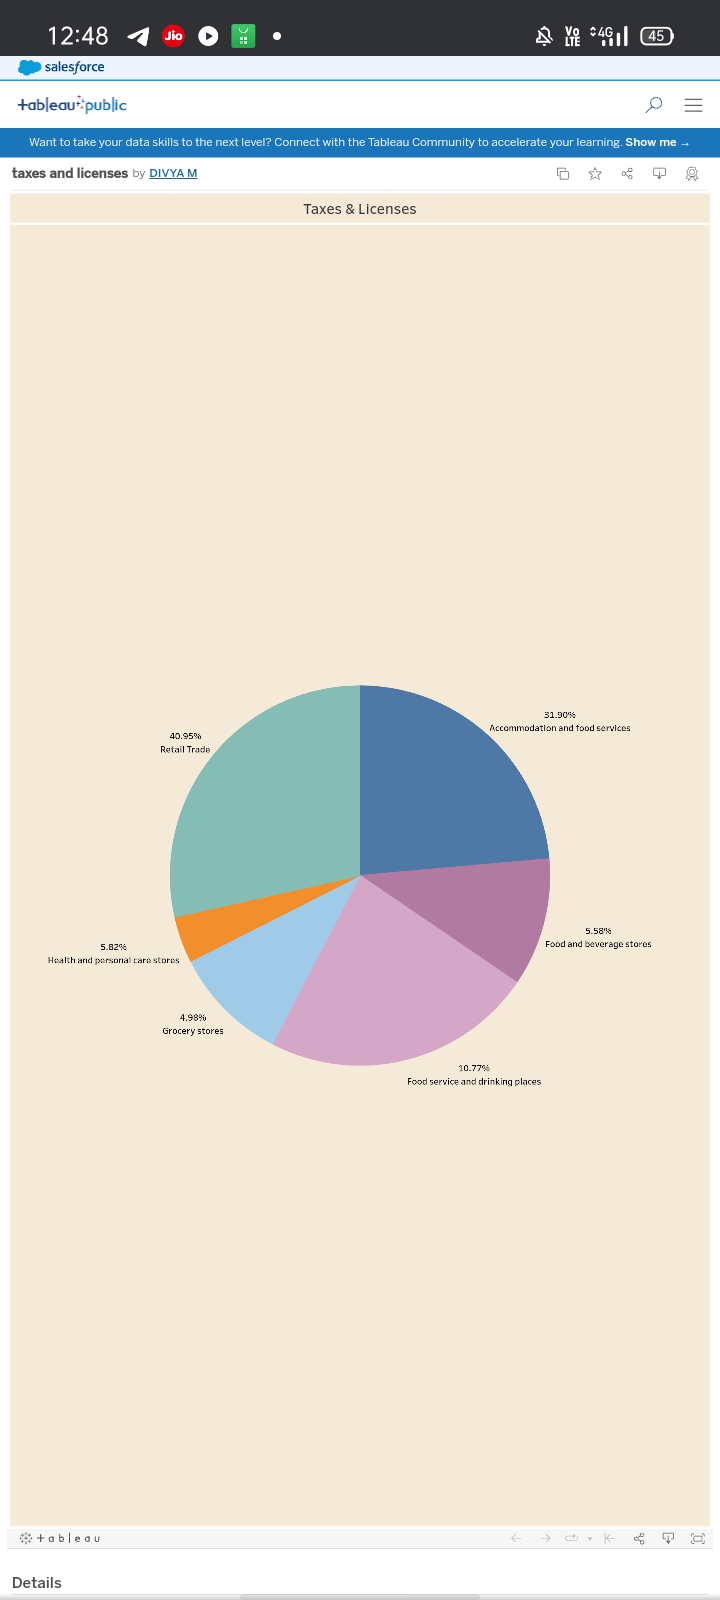 12:48 Jio Vo LTE 4G 45
salesforce
+ableau public
Want to take your data skills to the next level? Connect with the Tableau Community to accelerate your learning. Show me →
taxes and licenses by DIVYA M
Taxes & Licenses
31.90%
Accommodation and food services
40.95%
Retail Trade
5.58%
Food and beverage stores
5.82%
Health and personal care stores
4.98%
Grocery stores
10.77%
Food service and drinking places
+ableau
Details